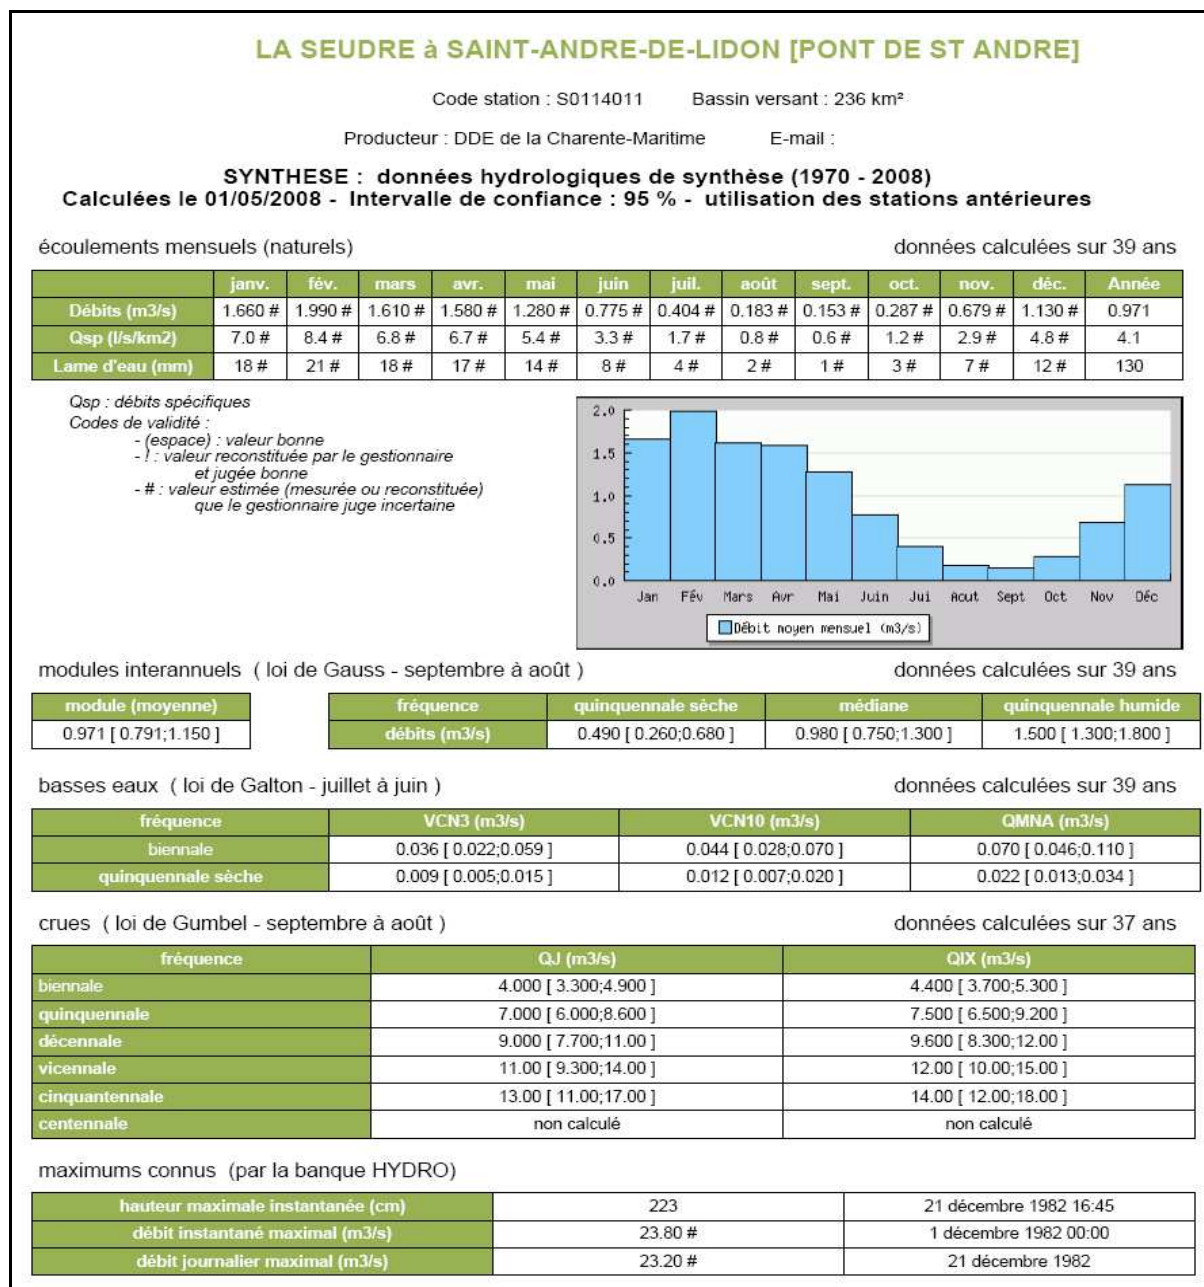 LA SEUDRE à SAINT-ANDRE-DE-LIDON [PONT DE ST ANDRE]
Code station : S0114011 Bassin versant : 236 km²
Producteur : DDE de la Charente-Maritime E-mail :
SYNTHESE : données hydrologiques de synthèse (1970 - 2008)
Calculées le 01/05/2008 - Intervalle de confiance : 95 % - utilisation des stations antérieures
écoulements mensuels (naturels) données calculées sur 39 ans
janv. fév. mars avr. mai juin juil. août sept. oct. nov. déc. Année
Débits (m3/s) 1.660 # 1.990 # 1.610 # 1.580 # 1.280 # 0.775 # 0.404 # 0.183 # 0.153 # 0.287 # 0.679 # 1.130 # 0.971
Qsp (l/s/km2) 7.0 # 8.4 # 6.8 # 6.7 # 5.4 # 3.3 # 1.7 # 0.8 # 0.6 # 1.2 # 2.9 # 4.8 # 4.1
Lame d'eau (mm) 18 # 21 # 18 # 17 # 14 # 8 # 4 # 2 # 1 # 3 # 7 # 12 # 130
Qsp : débits spécifiques
Codes de validité :
- (espace) : valeur bonne
- ! : valeur reconstituée par le gestionnaire
et jugée bonne
- # : valeur estimée (mesurée ou reconstituée)
que le gestionnaire juge incertaine
2.0
1.5
1.0
0.5
0.0
Jan Fév Mars Avr Mai Juin Jui Aout Sept Oct Nov Déc
Débit moyen mensuel (m3/s)
modules interannuels ( loi de Gauss - septembre à août ) données calculées sur 39 ans
module (moyenne) fréquence quinquennale sèche médiane quinquennale humide
0.971 [ 0.791;1.150 ] débits (m3/s) 0.490 [ 0.260;0.680 ] 0.980 [ 0.750;1.300 ] 1.500 [ 1.300;1.800 ]
basses eaux ( loi de Galton - juillet à juin ) données calculées sur 39 ans
fréquence VCN3 (m3/s) VCN10 (m3/s) QMNA (m3/s)
biennale 0.036 [ 0.022;0.059 ] 0.044 [ 0.028;0.070 ] 0.070 [ 0.046;0.110 ]
quinquennale sèche 0.009 [ 0.005;0.015 ] 0.012 [ 0.007;0.020 ] 0.022 [ 0.013;0.034 ]
crues ( loi de Gumbel - septembre à août ) données calculées sur 37 ans
fréquence QJ (m3/s) QIX (m3/s)
biennale 4.000 [ 3.300;4.900 ] 4.400 [ 3.700;5.300 ]
quinquennale 7.000 [ 6.000;8.600 ] 7.500 [ 6.500;9.200 ]
décennale 9.000 [ 7.700;11.00 ] 9.600 [ 8.300;12.00 ]
vicennale 11.00 [ 9.300;14.00 ] 12.00 [ 10.00;15.00 ]
cinquantennale 13.00 [ 11.00;17.00 ] 14.00 [ 12.00;18.00 ]
centennale non calculé non calculé
maximums connus (par la banque HYDRO)
hauteur maximale instantanée (cm) 223 21 décembre 1982 16:45
débit instantané maximal (m3/s) 23.80 # 1 décembre 1982 00:00
débit journalier maximal (m3/s) 23.20 # 21 décembre 1982